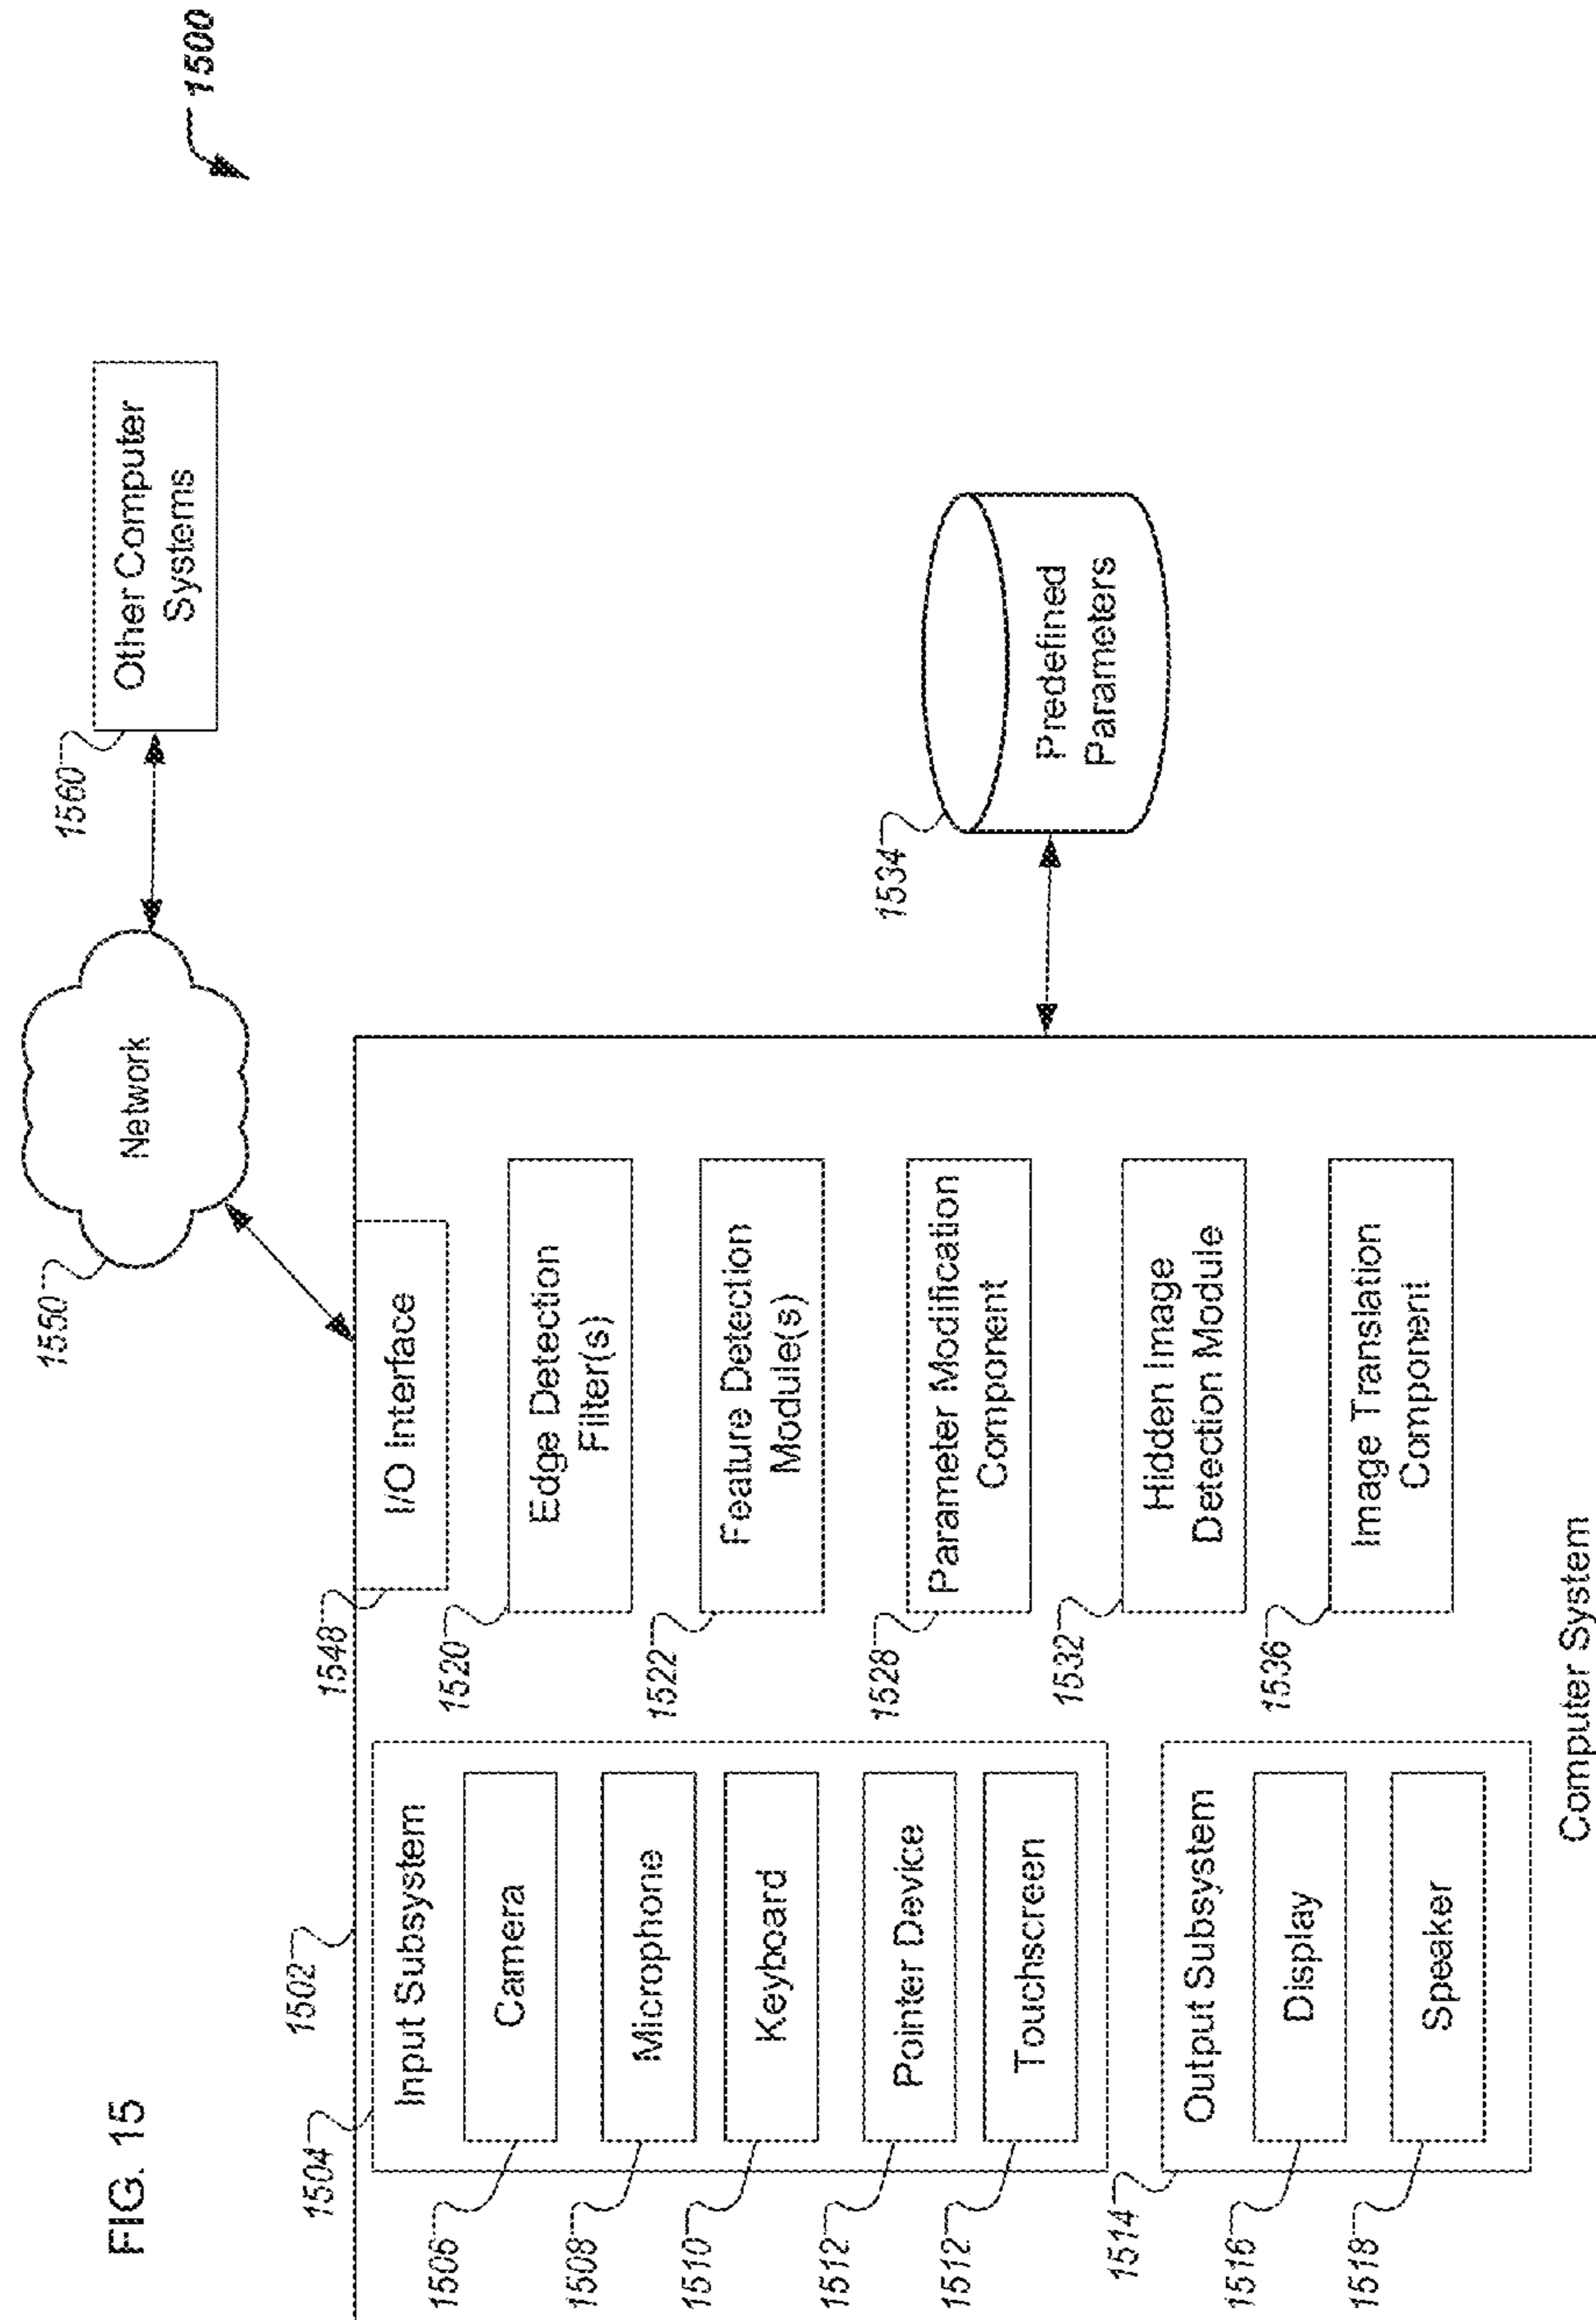 FIG. 15
1500
1550
Network
1560
Other Computer
Systems
1502
1504
Input Subsystem
1506
Camera
1508
Microphone
1510
Keyboard
1512
Pointer Device
1512
Touchscreen
1514
Output Subsystem
1516
Display
1518
Speaker
1548
I/O Interface
1520
Edge Detection
Filter(s)
1522
Feature Detection
Module(s)
1528
Parameter Modification
Component
1532
Hidden Image
Detection Module
1536
Image Translation
Component
1534
Predefined
Parameters
Computer System